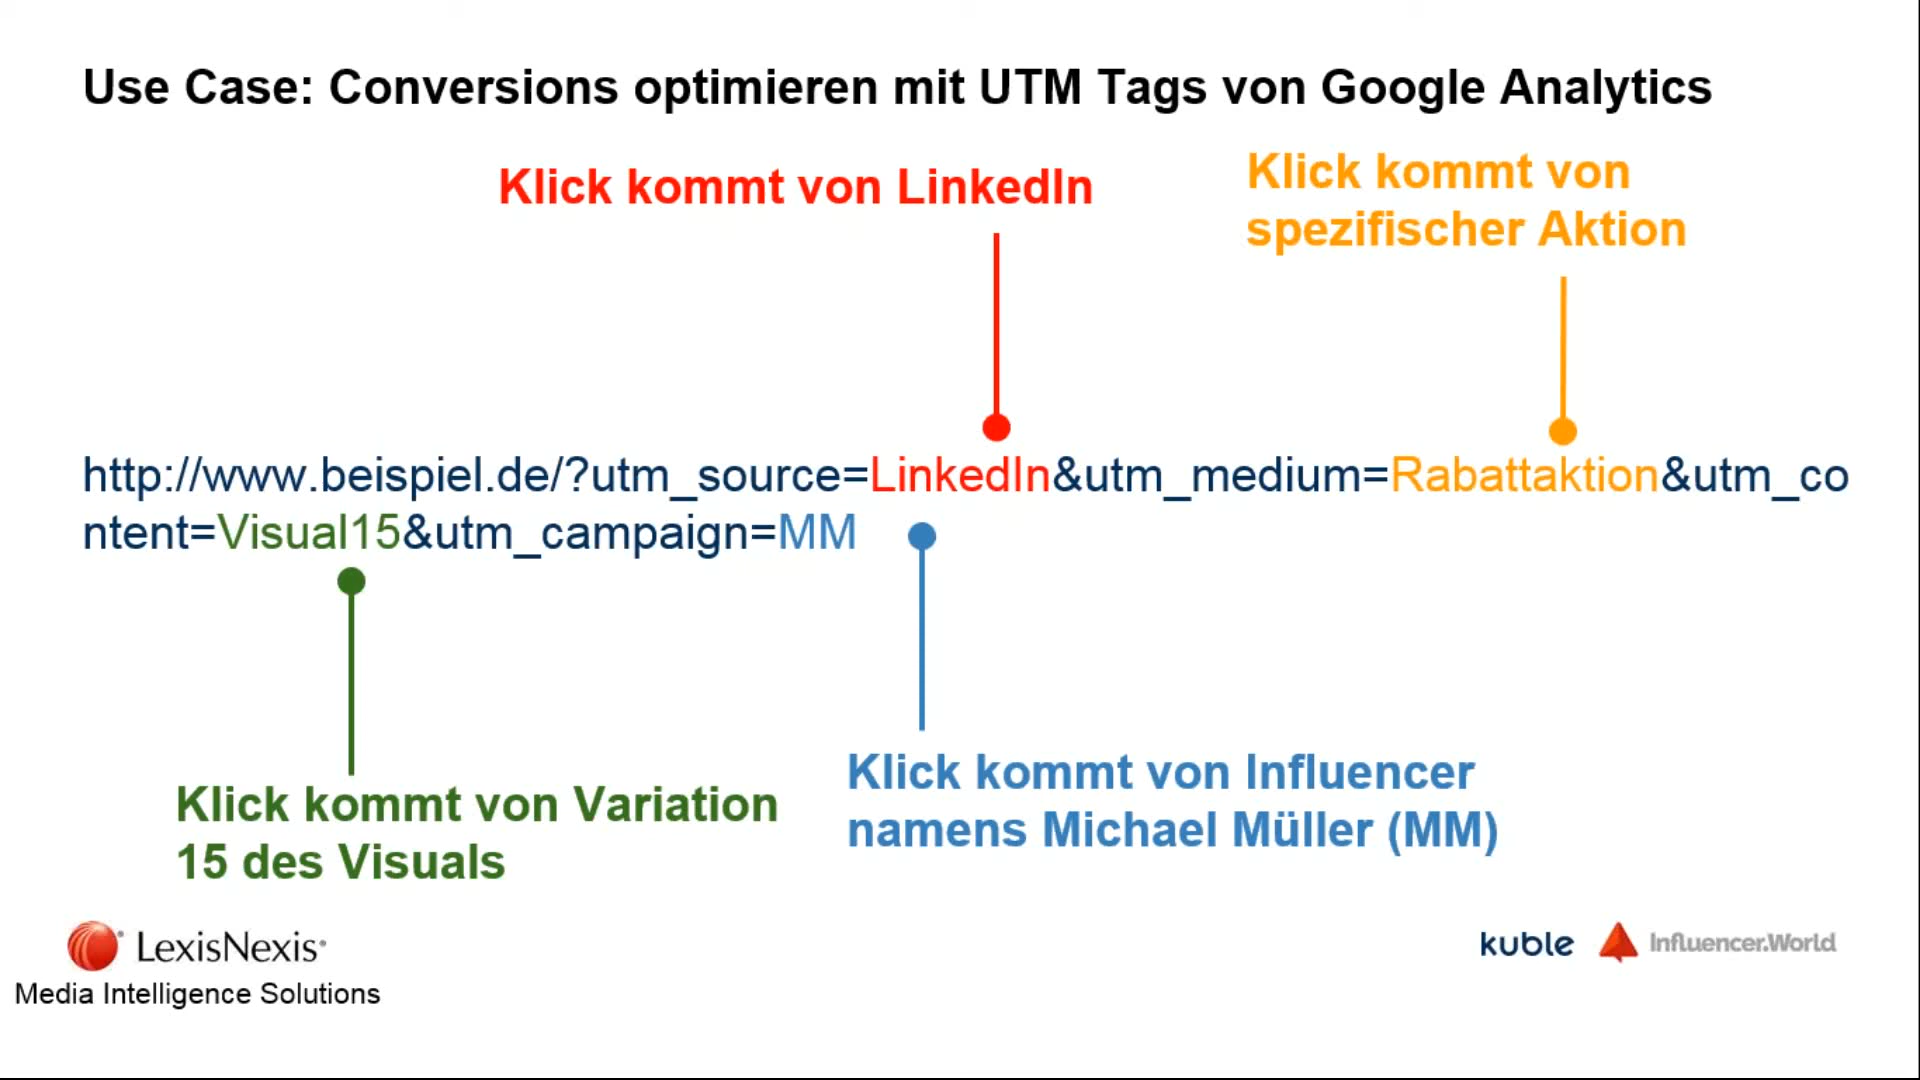 Use Case: Conversions optimieren mit UTM Tags von Google Analytics
Klick kommt von LinkedIn
Klick kommt von
spezifischer Aktion
http://www.beispiel.de/?utm_source=LinkedIn&utm_medium=Rabattaktion&utm_co
ntent=Visual15&utm_campaign=MM
Klick kommt von Variation
15 des Visuals
Klick kommt von Influencer
namens Michael Müller (MM)
LexisNexis®
Media Intelligence Solutions
kuble
Influencer.World